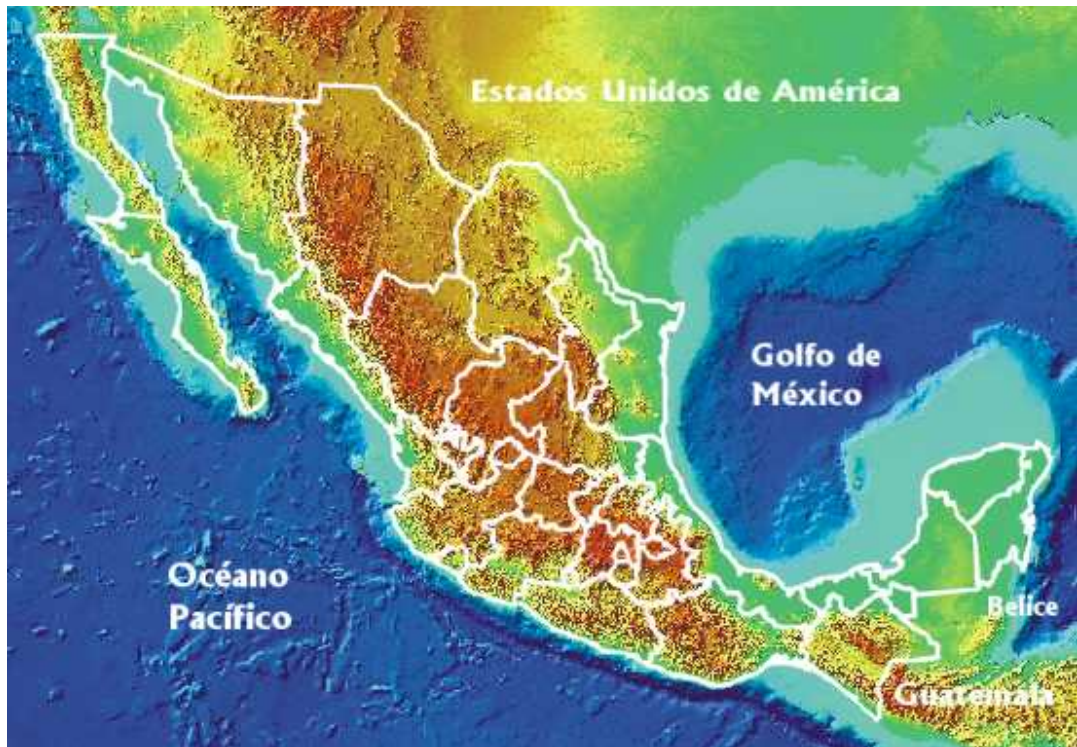 Estados Unidos de América
Golfo de
México
Océano
Pacífico
Belice
Guatemala